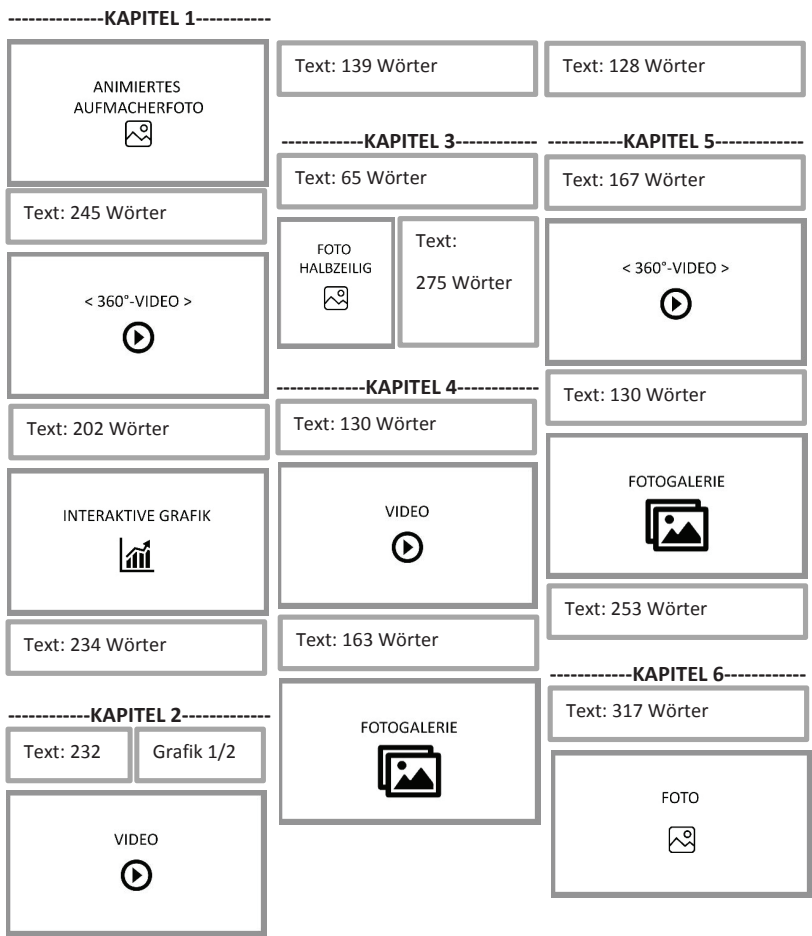 --------------KAPITEL 1-----------
ANIMIERTES
AUFMACHERFOTO
Text: 245 Wörter
< 360°-VIDEO >
Text: 202 Wörter
INTERAKTIVE GRAFIK
Text: 234 Wörter
------------KAPITEL 2-------------
Text: 232
Grafik 1/2
VIDEO
Text: 139 Wörter
------------KAPITEL 3------------
Text: 65 Wörter
FOTO
HALBZEILIG
Text:
275 Wörter
-------------KAPITEL 4------------
Text: 130 Wörter
VIDEO
Text: 163 Wörter
FOTOGALERIE
Text: 128 Wörter
-----------KAPITEL 5-------------
Text: 167 Wörter
< 360°-VIDEO >
Text: 130 Wörter
FOTOGALERIE
Text: 253 Wörter
------------KAPITEL 6------------
Text: 317 Wörter
FOTO